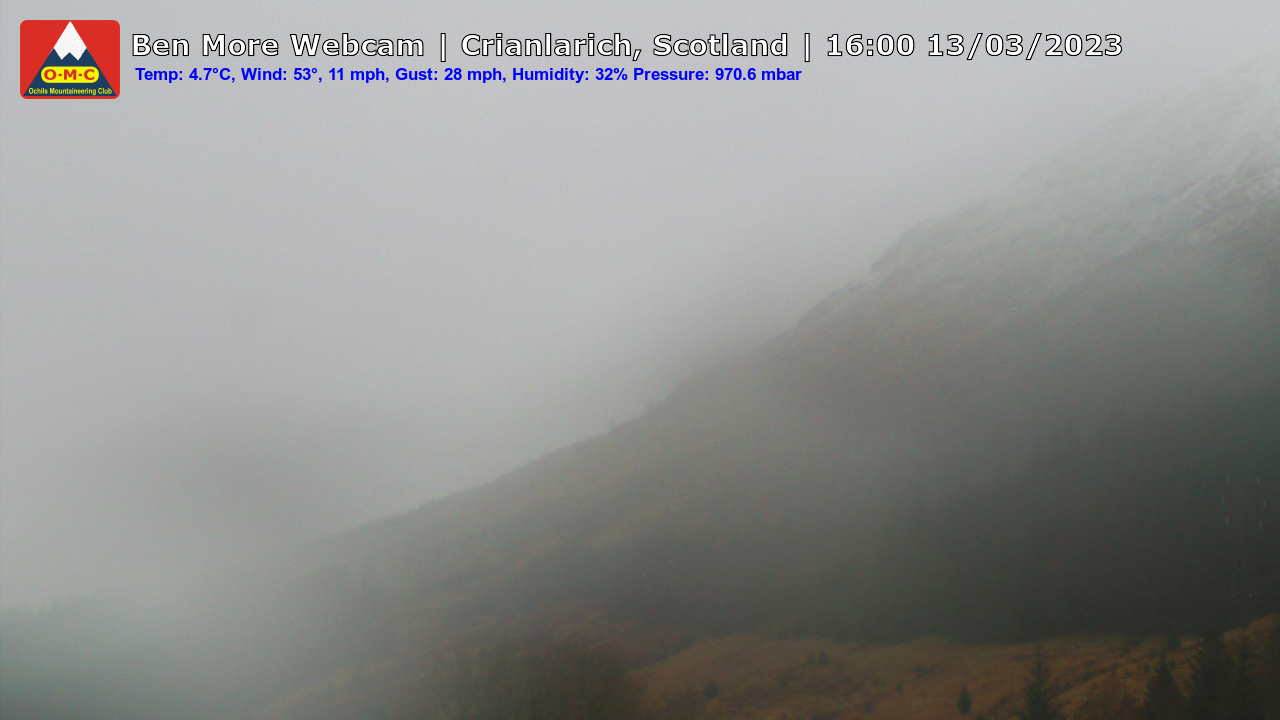 Ben More Webcam | Crianlarich, Scotland | 16:00 13/03/2023
Temp: 4.7°C, Wind: 53°, 11 mph, Gust: 28 mph, Humidity: 32% Pressure: 970.6 mbar
O·M·C
Ochils Mountaineering Club